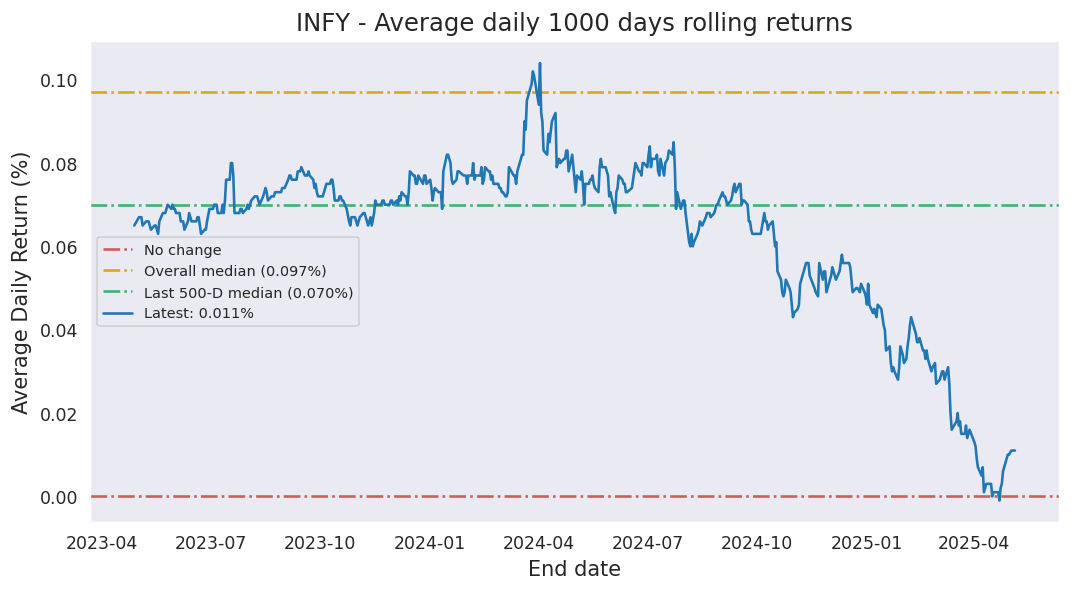 INFY - Average daily 1000 days rolling returns
Average Daily Return (%)
0.10
0.08
0.06
0.04
0.02
0.00
No change
Overall median (0.097%)
Last 500-D median (0.070%)
Latest: 0.011%
2023-04 2023-07 2023-10 2024-01 2024-04 2024-07 2024-10 2025-01 2025-04
End date